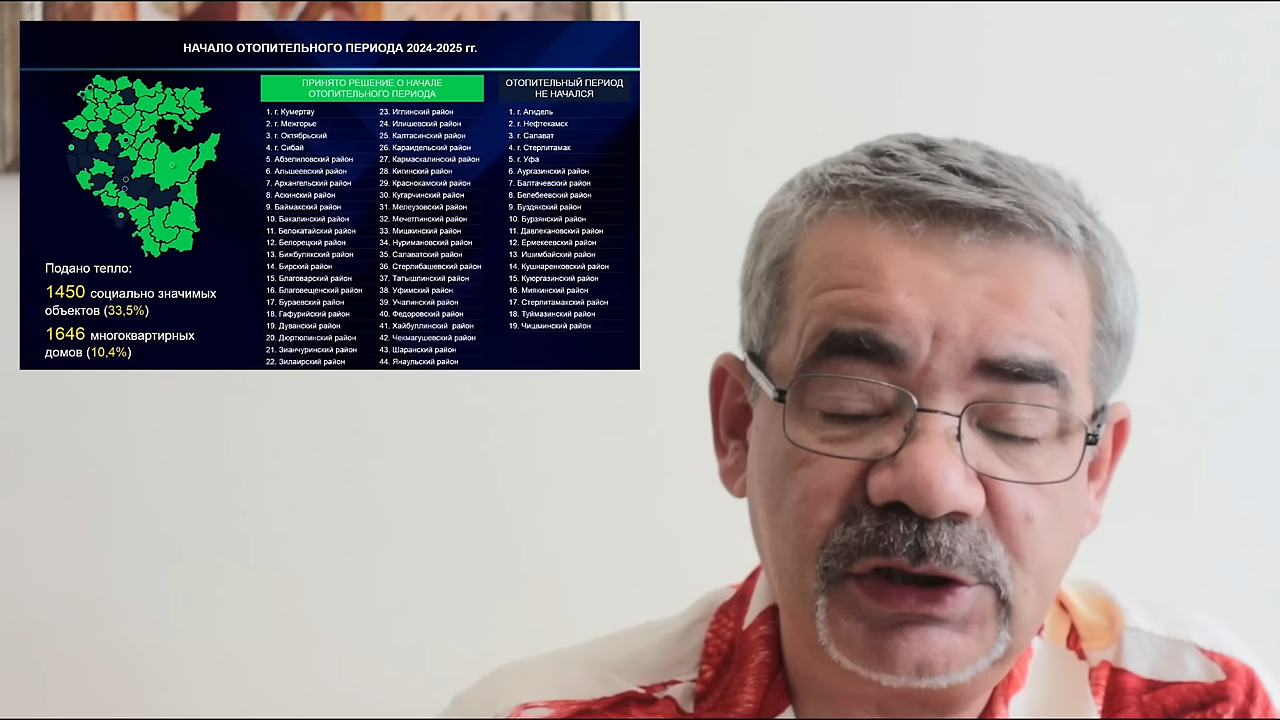 НАЧАЛО ОТОПИТЕЛЬНОГО ПЕРИОДА 2024-2025 гг.
ПРИНЯТО РЕШЕНИЕ О НАЧАЛЕ
ОТОПИТЕЛЬНОГО ПЕРИОДА
1. г. Кумертау
2. г. Межгорье
3. г. Октябрьский
4. г. Сибай
5. Абзелиловский район
6. Альшеевский район
7. Архангельский район
8. Аскинский район
9. Баймакский район
10. Бакалинский район
11. Белокатайский район
12. Белорецкий район
13. Бижбулякский район
14. Бирский район
15. Благоварский район
16. Благовещенский район
17. Бураевский район
18. Гафурийский район
19. Дуванский район
20. Дюртюлинский район
21. Зианчуринский район
22. Зилаирский район
23. Иглинский район
24. Илишевский район
25. Калтасинский район
26. Караидельский район
27. Кармаскалинский район
28. Кигинский район
29. Краснокамский район
30. Кугарчинский район
31. Мелеузовский район
32. Мечетлинский район
33. Мишкинский район
34. Нуримановский район
35. Салаватский район
36. Стерлибашевский район
37. Татышлинский район
38. Уфимский район
39. Учалинский район
40. Федоровский район
41. Хайбуллинский район
42. Чекмагушевский район
43. Шаранский район
44. Янаульский район
ОТОПИТЕЛЬНЫЙ ПЕРИОД
НЕ НАЧАЛСЯ
1. г. Агидель
2. г. Нефтекамск
3. г. Салават
4. г. Стерлитамак
5. г. Уфа
6. Аургазинский район
7. Балтачевский район
8. Белебеевский район
9. Буздякский район
10. Бурзянский район
11. Давлекановский район
12. Ермекеевский район
13. Ишимбайский район
14. Кушнаренковский район
15. Куюргазинский район
16. Миякинский район
17. Стерлитамакский район
18. Туймазинский район
19. Чишминский район
Подано тепло:
1450 социально значимых
объектов (33,5%)
1646 многоквартирных
домов (10,4%)